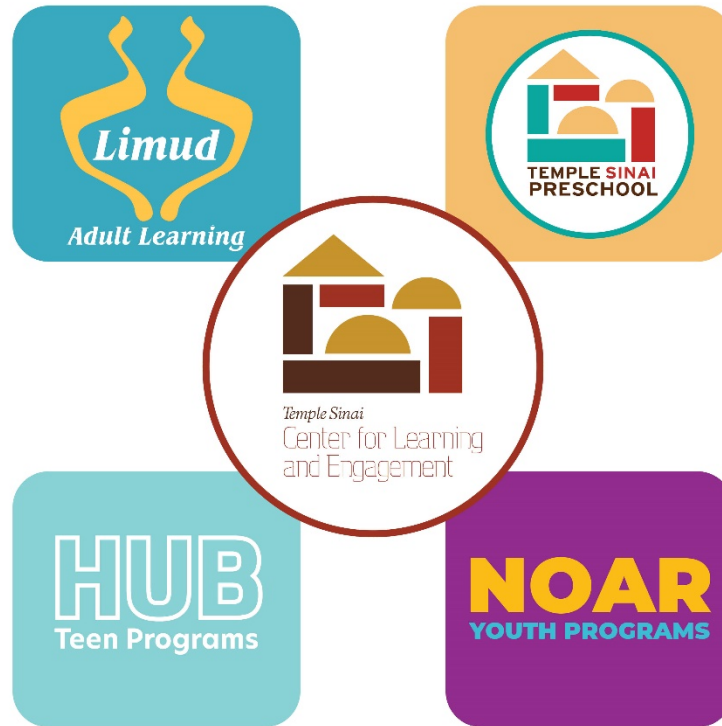 Limud
Adult Learning
TEMPLE SINAI
PRESCHOOL
Temple Sinai
Center for Learning
and Engagement
HUB
Teen Programs
NOAR
YOUTH PROGRAMS